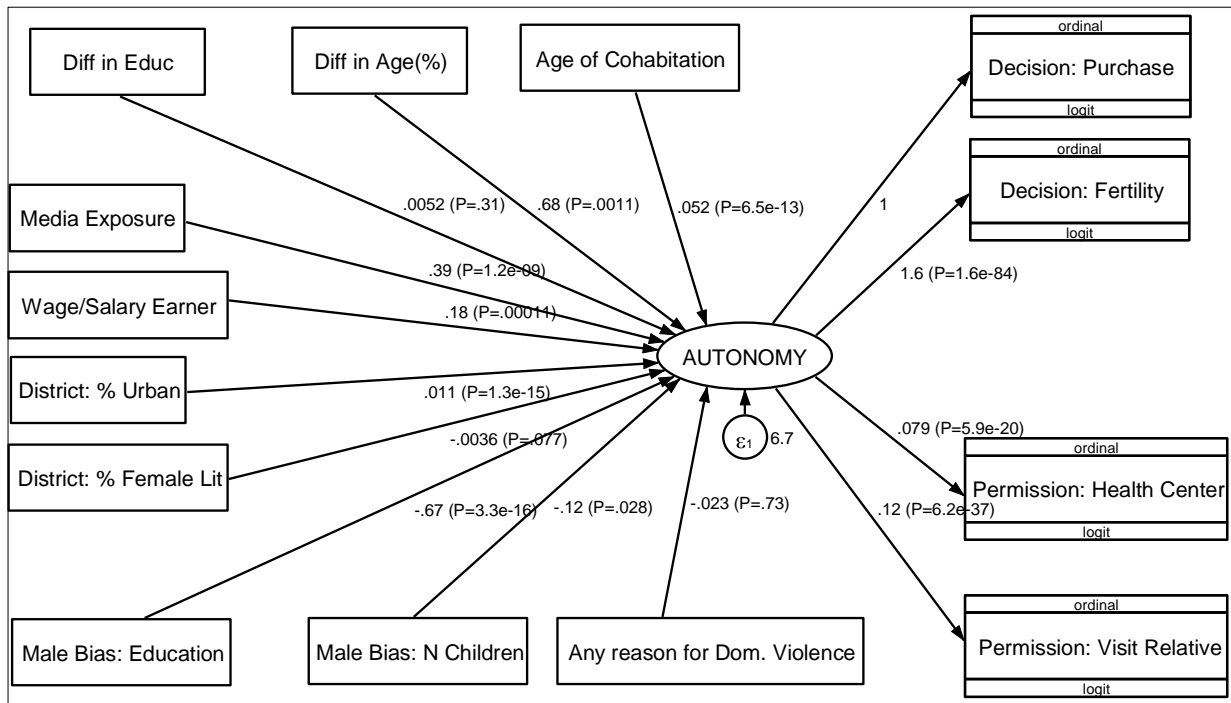 ordinal
Diff in Educ
Diff in Age(%)
Age of Cohabitation
Decision: Purchase
logit
ordinal
Decision: Fertility
logit
Media Exposure
.0052 (P=.31)
.68 (P=.0011)
.052 (P=6.5e-13)
1
.39 (P=1.2e-09)
1.6 (P=1.6e-84)
Wage/Salary Earner
.18 (P=.00011)
AUTONOMY
District: % Urban
.011 (P=1.3e-15)
-.0036 (P=.077)
ε1
6.7
.079 (P=5.9e-20)
ordinal
District: % Female Lit
Permission: Health Center
logit
-.67 (P=3.3e-16)
-.12 (P=.028)
-.023 (P=.73)
.12 (P=6.2e-37)
ordinal
Male Bias: Education
Male Bias: N Children
Any reason for Dom. Violence
Permission: Visit Relative
logit